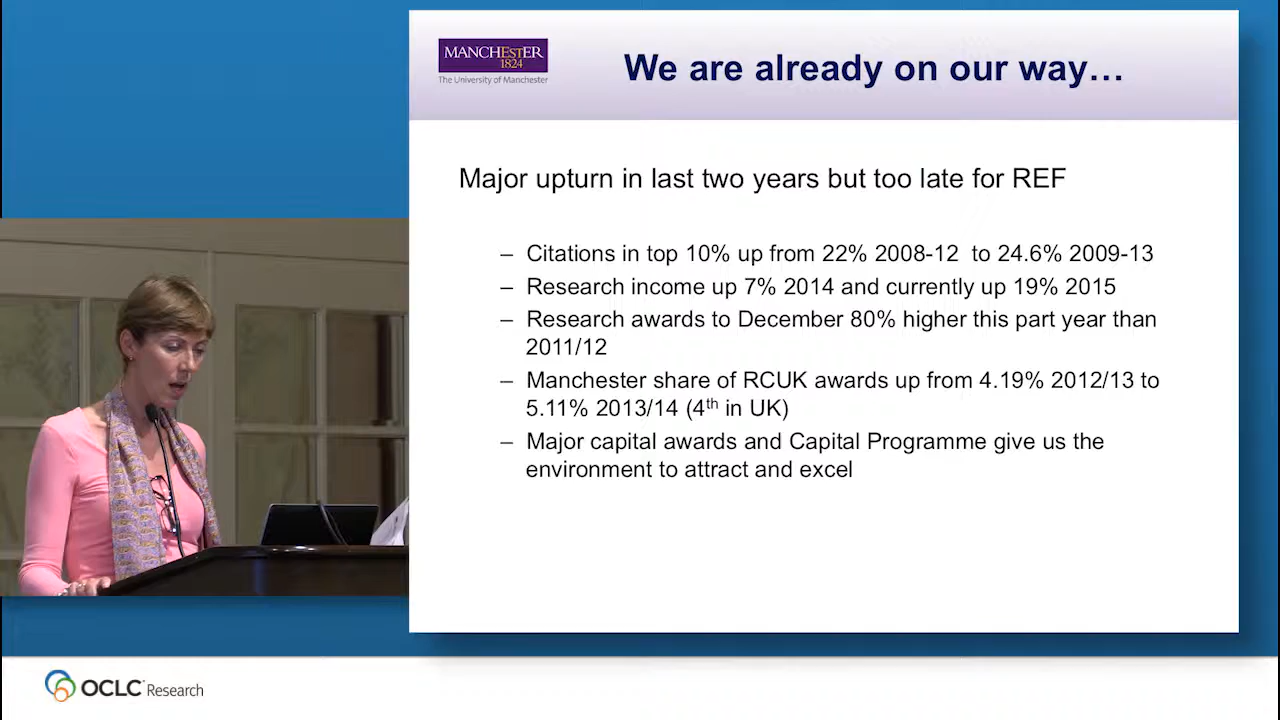 MANCHESTER
1824
The University of Manchester
We are already on our way…
Major upturn in last two years but too late for REF
– Citations in top 10% up from 22% 2008-12  to 24.6% 2009-13
– Research income up 7% 2014 and currently up 19% 2015
– Research awards to December 80% higher this part year than
2011/12
– Manchester share of RCUK awards up from 4.19% 2012/13 to
5.11% 2013/14 (4th in UK)
– Major capital awards and Capital Programme give us the
environment to attract and excel
OCLC Research